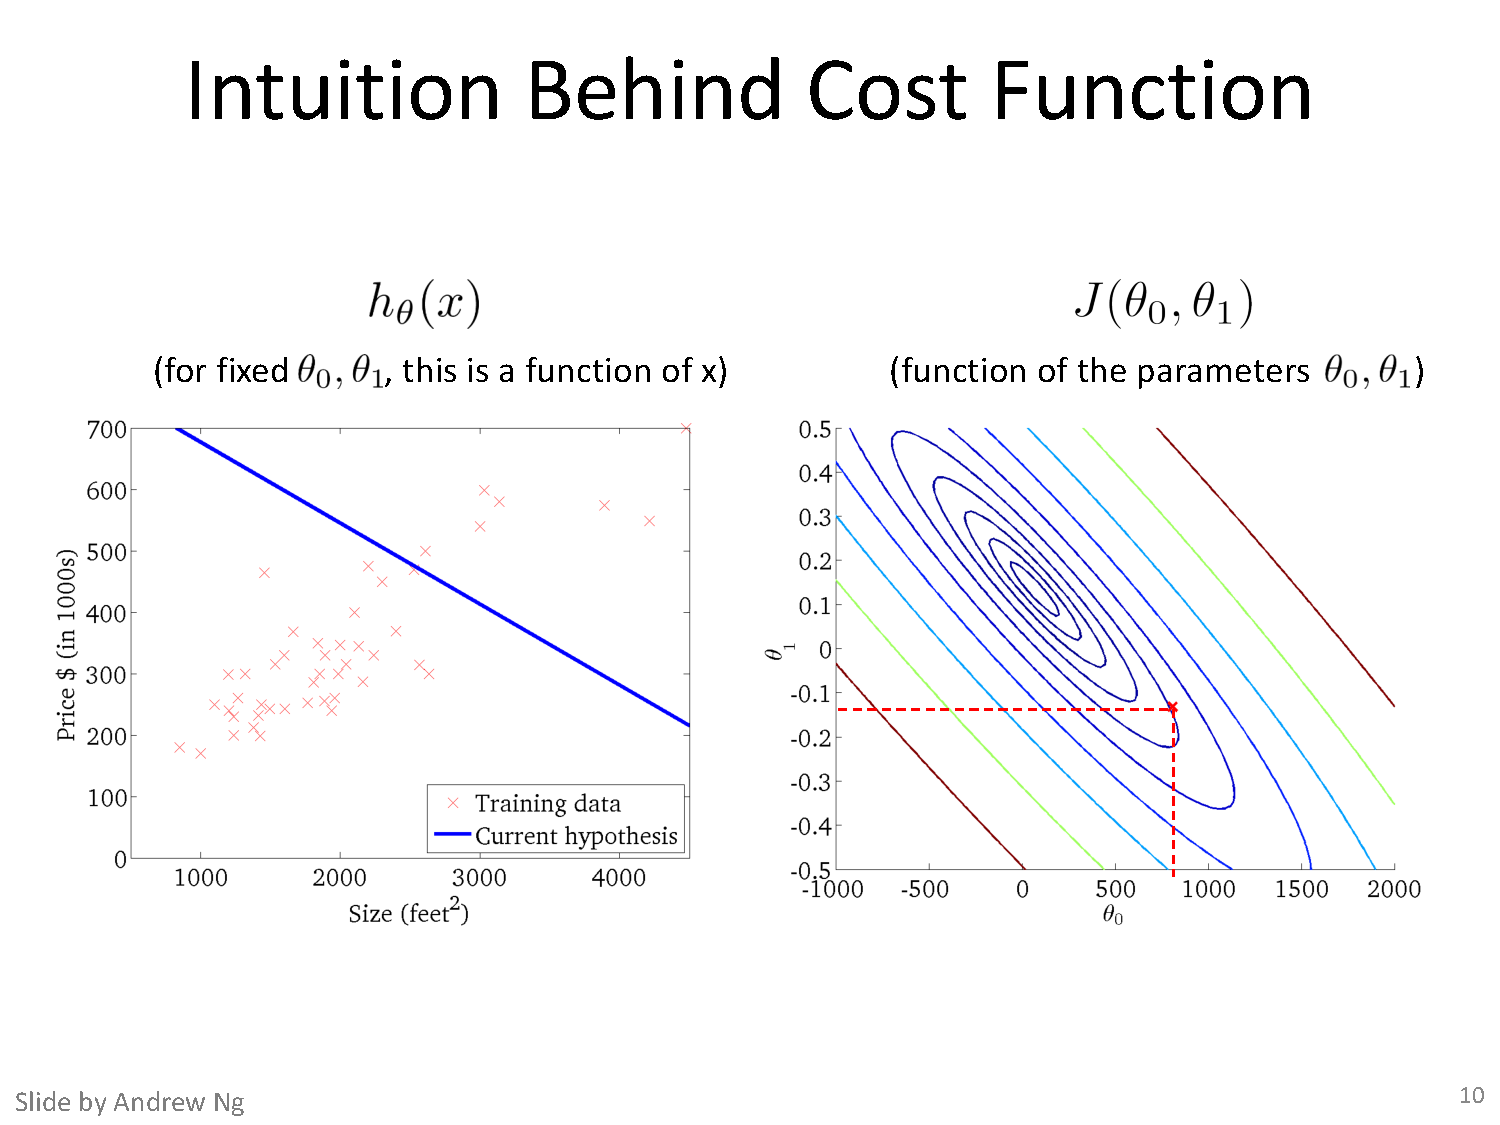 Intuition Behind Cost Function
hθ(x)
(for fixed θ0, θ1, this is a function of x)
700
600
500
400
300
200
100
0
Price $ (in 1000s)
1000 2000 3000 4000
Size (feet2)
Training data
Current hypothesis
J(θ0, θ1)
(function of the parameters θ0, θ1)
0.5
0.4
0.3
0.2
0.1
0
-0.1
-0.2
-0.3
-0.4
-0.5
θ1
-1000 -500 0 500 1000 1500 2000
θ0
Slide by Andrew Ng
10